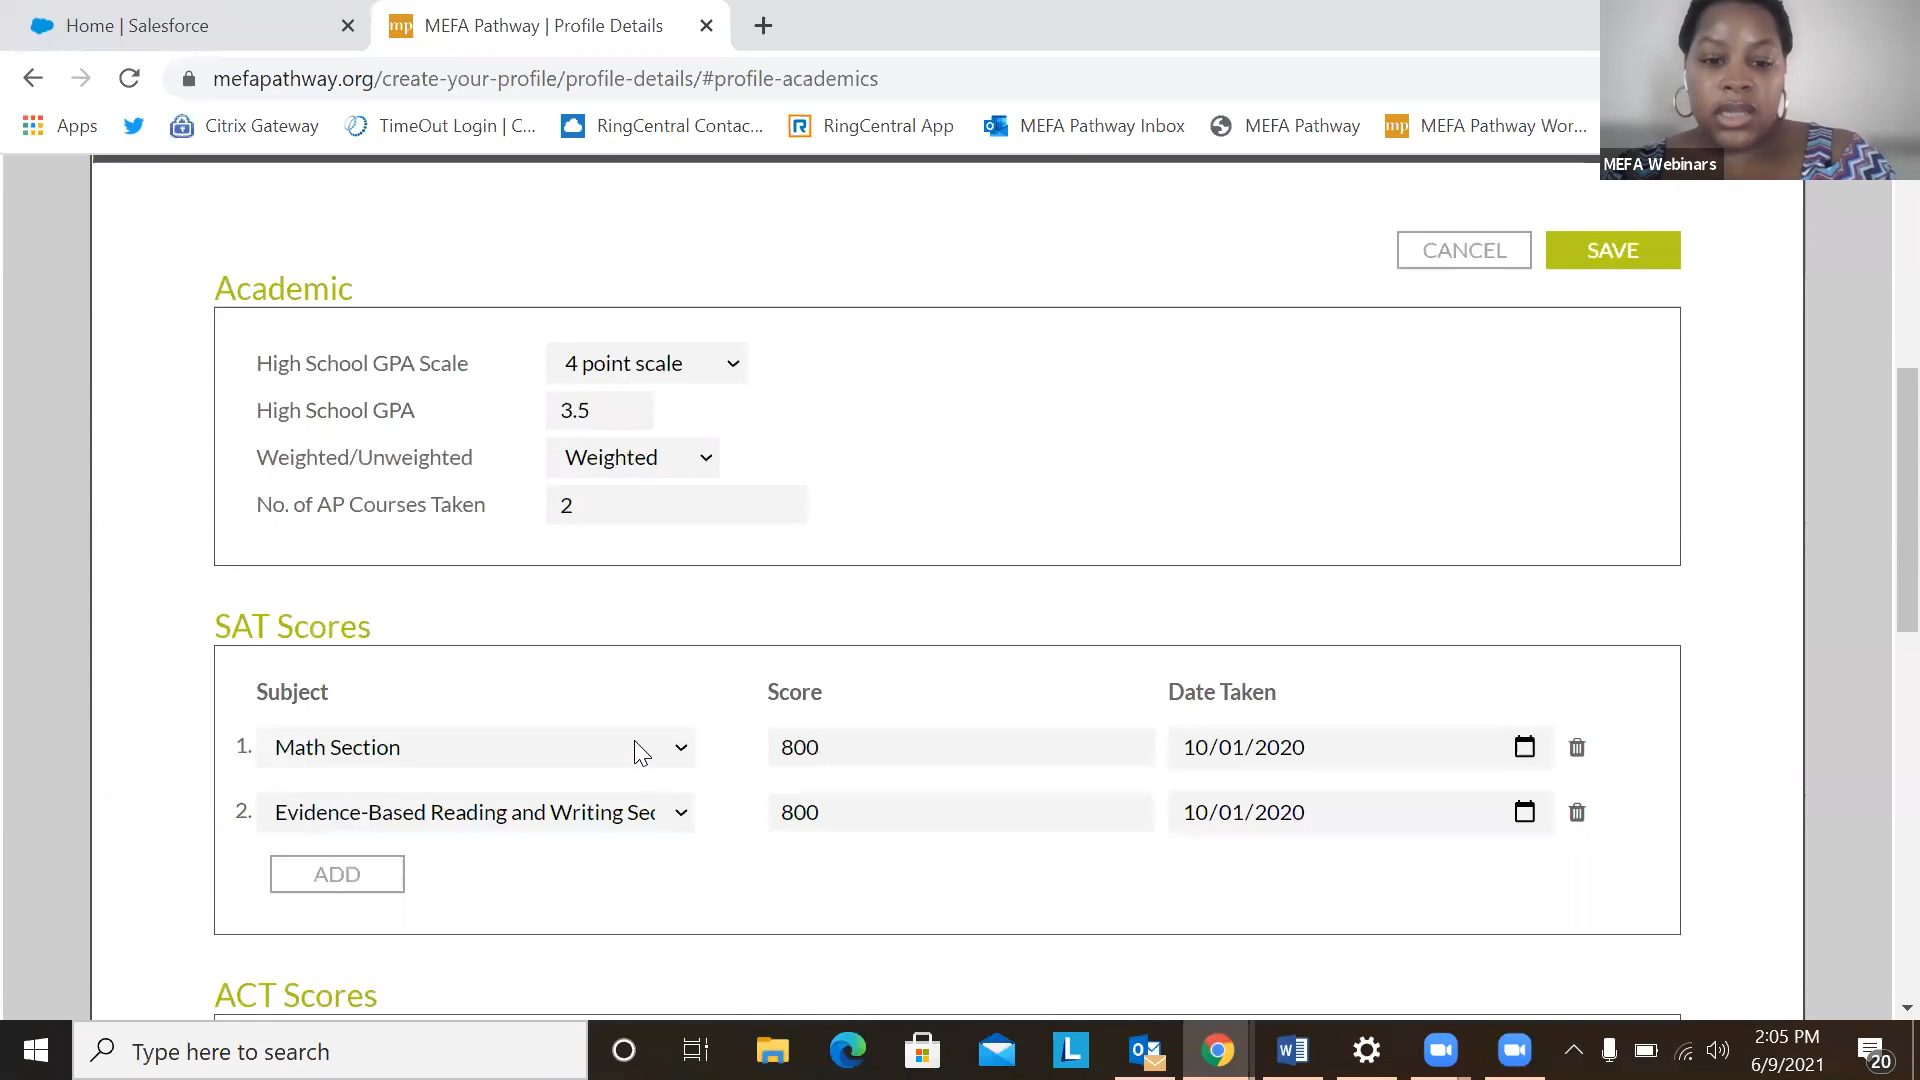 Home | Salesforce
mp MEFA Pathway | Profile Details
mefapathway.org/create-your-profile/profile-details/#profile-academics
Apps Citrix Gateway TimeOut Login | C... RingCentral Contac... RingCentral App MEFA Pathway Inbox MEFA Pathway mp MEFA Pathway Wor...
MEFA Webinars
CANCEL SAVE
Academic
High School GPA Scale 4 point scale
High School GPA 3.5
Weighted/Unweighted Weighted
No. of AP Courses Taken 2
SAT Scores
Subject Score Date Taken
1. Math Section 800 10/01/2020
2. Evidence-Based Reading and Writing Sec 800 10/01/2020
ADD
ACT Scores
Type here to search
2:05 PM
6/9/2021
20